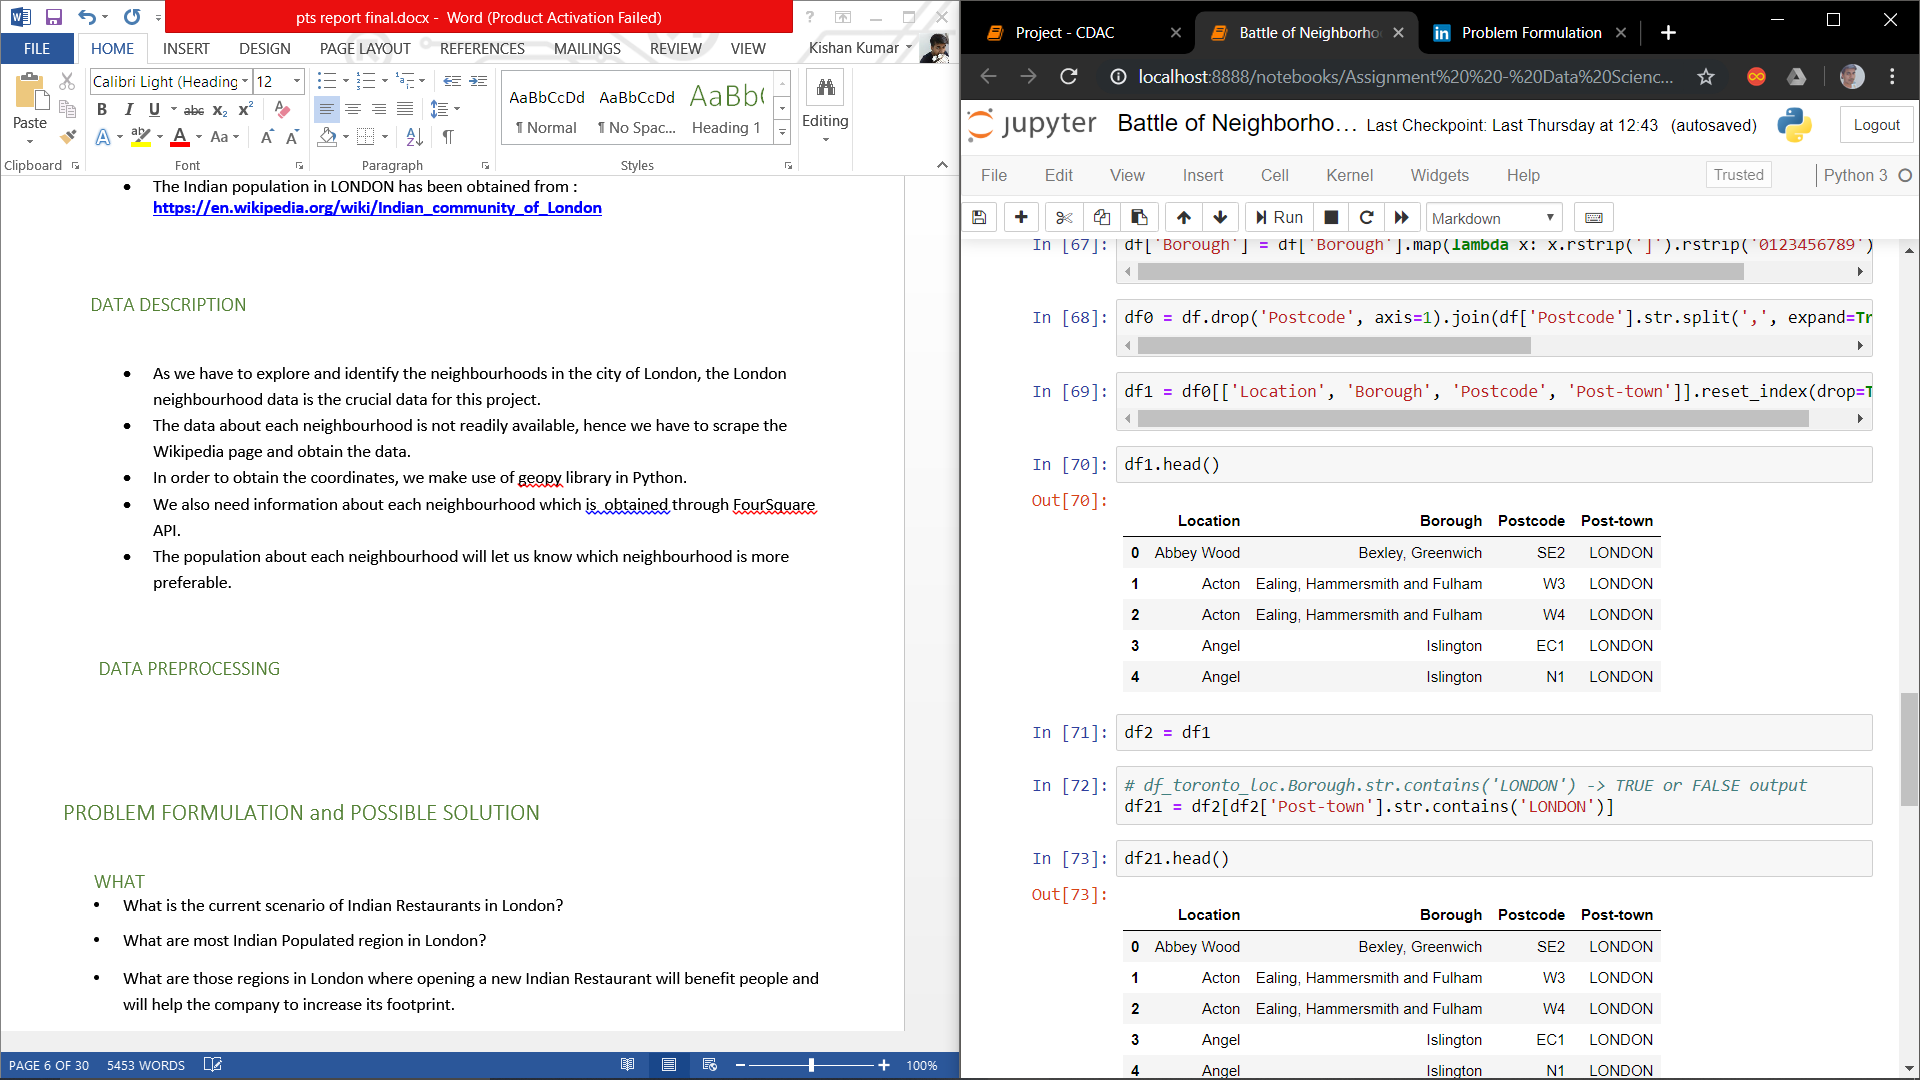 pts report final.docx - Word (Product Activation Failed)
FILE HOME INSERT DESIGN PAGE LAYOUT REFERENCES MAILINGS REVIEW VIEW Kishan Kumar
Calibri Light (Heading 12
Paste
B I U abc X₂ X²
A ab A Aa A A
AaBbCcDd AaBbCcDd AaBb(
¶ Normal ¶ No Spac... Heading 1
Editing
Clipboard Font Paragraph Styles
• The Indian population in LONDON has been obtained from :
https://en.wikipedia.org/wiki/Indian_community_of_London
DATA DESCRIPTION
• As we have to explore and identify the neighbourhoods in the city of London, the London
neighbourhood data is the crucial data for this project.
• The data about each neighbourhood is not readily available, hence we have to scrape the
Wikipedia page and obtain the data.
• In order to obtain the coordinates, we make use of geopy library in Python.
• We also need information about each neighbourhood which is obtained through FourSquare
API.
• The population about each neighbourhood will let us know which neighbourhood is more
preferable.
DATA PREPROCESSING
PROBLEM FORMULATION and POSSIBLE SOLUTION
WHAT
• What is the current scenario of Indian Restaurants in London?
• What are most Indian Populated region in London?
• What are those regions in London where opening a new Indian Restaurant will benefit people and
will help the company to increase its footprint.
PAGE 6 OF 30 5453 WORDS 100%
Project - CDAC
Battle of Neighborho
Problem Formulation
localhost:8888/notebooks/Assignment%20%20-%20Data%20Scienc...
jupyter Battle of Neighborho... Last Checkpoint: Last Thursday at 12:43 (autosaved)
Logout
File Edit View Insert Cell Kernel Widgets Help Trusted Python 3
Run Markdown
In [67]: df['Borough'] = df['Borough'].map(lambda x: x.rstrip(']').rstrip('0123456789')
In [68]: df0 = df.drop('Postcode', axis=1).join(df['Postcode'].str.split(',', expand=Tr
In [69]: df1 = df0[['Location', 'Borough', 'Postcode', 'Post-town']].reset_index(drop=T
In [70]: df1.head()
Out[70]:
Location Borough Postcode Post-town
0 Abbey Wood Bexley, Greenwich SE2 LONDON
1 Acton Ealing, Hammersmith and Fulham W3 LONDON
2 Acton Ealing, Hammersmith and Fulham W4 LONDON
3 Angel Islington EC1 LONDON
4 Angel Islington N1 LONDON
In [71]: df2 = df1
In [72]: # df_toronto_loc.Borough.str.contains('LONDON') -> TRUE or FALSE output
df21 = df2[df2['Post-town'].str.contains('LONDON')]
In [73]: df21.head()
Out[73]:
Location Borough Postcode Post-town
0 Abbey Wood Bexley, Greenwich SE2 LONDON
1 Acton Ealing, Hammersmith and Fulham W3 LONDON
2 Acton Ealing, Hammersmith and Fulham W4 LONDON
3 Angel Islington EC1 LONDON
4 Angel Islington N1 LONDON